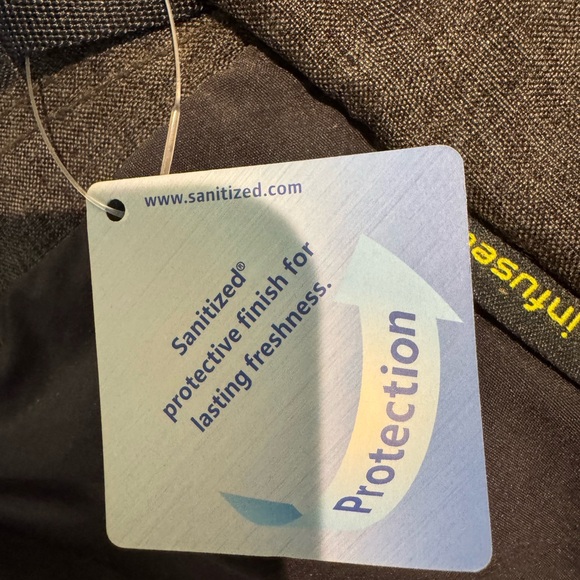 www.sanitized.com
Sanitized®
protective finish for
lasting freshness.
Protection